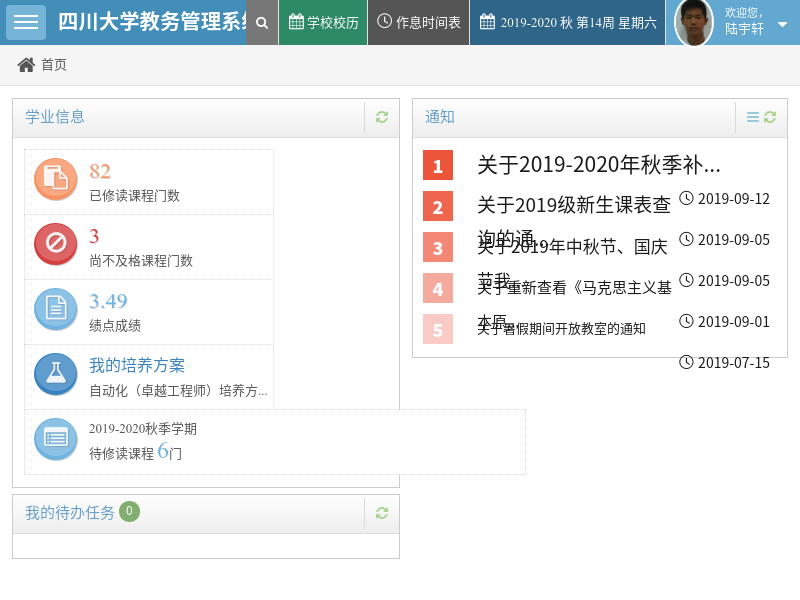 四川大学教务管理系统
学校校历
作息时间表
2019-2020 秋 第14周 星期六
欢迎您，
陆宇轩
首页
学业信息
82
已修读课程门数
3
尚不及格课程门数
3.49
绩点成绩
我的培养方案
自动化（卓越工程师）培养方...
2019-2020秋季学期
待修读课程 6门
我的待办任务 0
通知
1 关于2019-2020年秋季补...
2019-09-12
2 关于2019级新生课表查
询的通...
2019-09-05
3 关于2019年中秋节、国庆
节我...
2019-09-05
4 关于重新查看《马克思主义基
本原...
2019-09-01
5 关于暑假期间开放教室的通知
2019-07-15